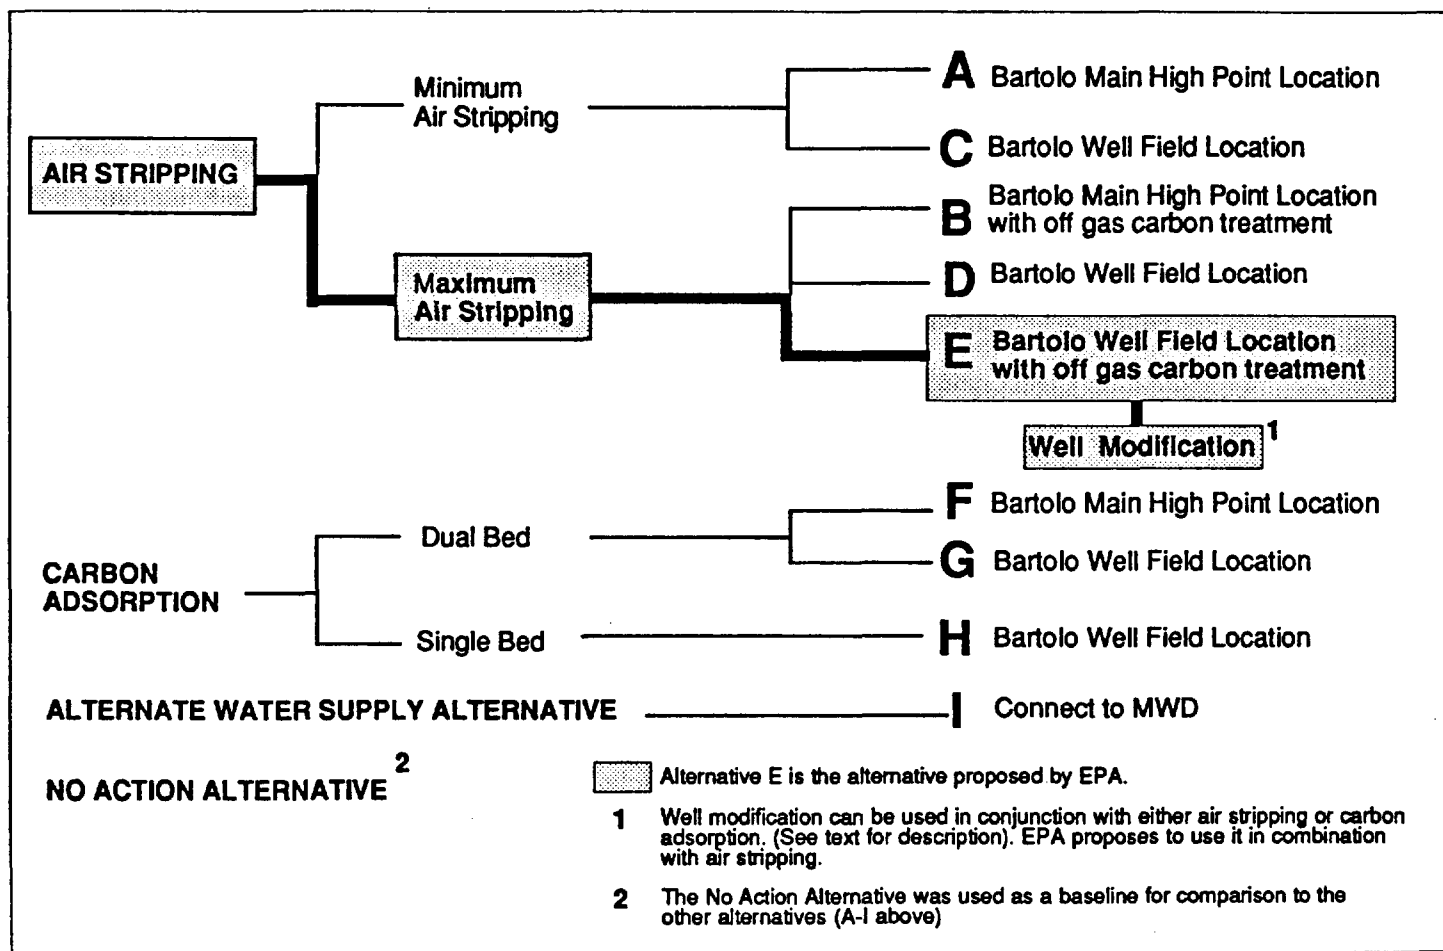 AIR STRIPPING
Minimum
Air Stripping
A Bartolo Main High Point Location
C Bartolo Well Field Location
Maximum
Air Stripping
B Bartolo Main High Point Location
with off gas carbon treatment
D Bartolo Well Field Location
E Bartolo Well Field Location
with off gas carbon treatment
Well Modification 1
CARBON
ADSORPTION
Dual Bed
F Bartolo Main High Point Location
G Bartolo Well Field Location
Single Bed
H Bartolo Well Field Location
ALTERNATE WATER SUPPLY ALTERNATIVE
I Connect to MWD
NO ACTION ALTERNATIVE 2
Alternative E is the alternative proposed by EPA.
1 Well modification can be used in conjunction with either air stripping or carbon
adsorption. (See text for description). EPA proposes to use it in combination
with air stripping.
2 The No Action Alternative was used as a baseline for comparison to the
other alternatives (A-I above)